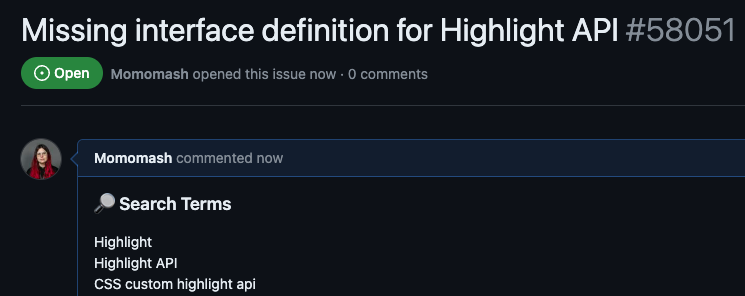 Missing interface definition for Highlight API #58051
Open Momomash opened this issue now · 0 comments
Momomash commented now
🔎 Search Terms
Highlight
Highlight API
CSS custom highlight api